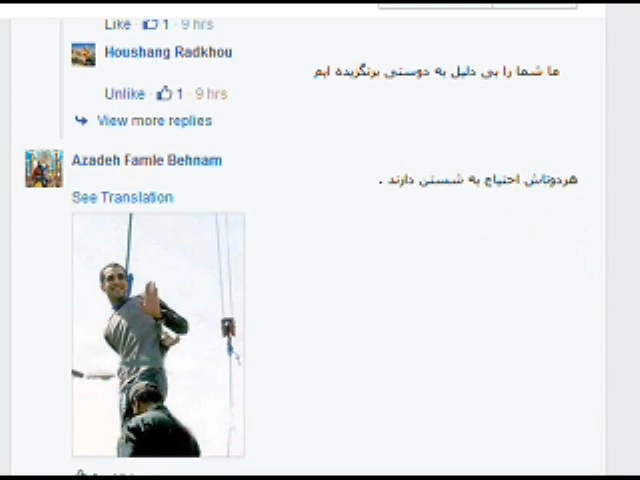 Like · 1 · 9 hrs
Houshang Radkhou
ما شما را بی دلیل به دوستی برنگزیده ایم
Unlike · 1 · 9 hrs
View more replies
Azadeh Famle Behnam
هردوتاش احتیاج به شستن دارند .
See Translation